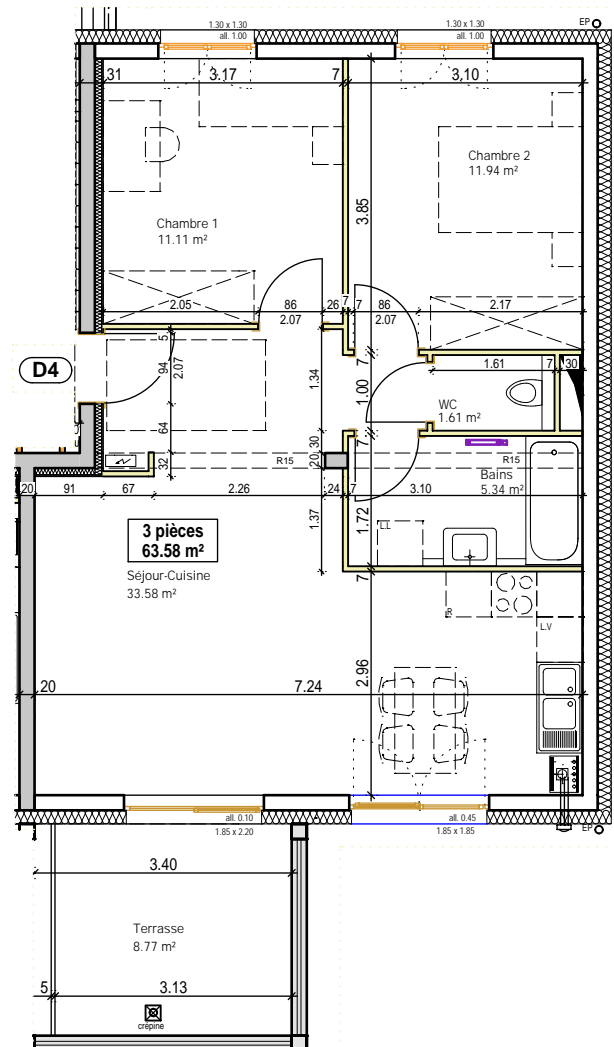 EP
1.30 x 1.30
all. 1.00
1.30 x 1.30
all. 1.00
31
3.17
7
3.10
Chambre 2
11.94 m²
Chambre 1
11.11 m²
3.85
2.05
86
2.07
26
7
7
86
2.07
2.17
D4
5
94
2.07
64
32
1.34
30
20
7
1.00
7
1.61
7
30
WC
1.61 m²
R15
R15
Bains
5.34 m²
20
91
67
2.26
24
7
3.10
1.37
1.72
L.L
3 pièces
63.58 m²
Séjour-Cuisine
33.58 m²
7
R
L.V
2.96
20
7.24
all. 0.10
1.85 x 2.20
all. 0.45
1.85 x 1.85
EP
3.40
Terrasse
8.77 m²
5
3.13
crépine